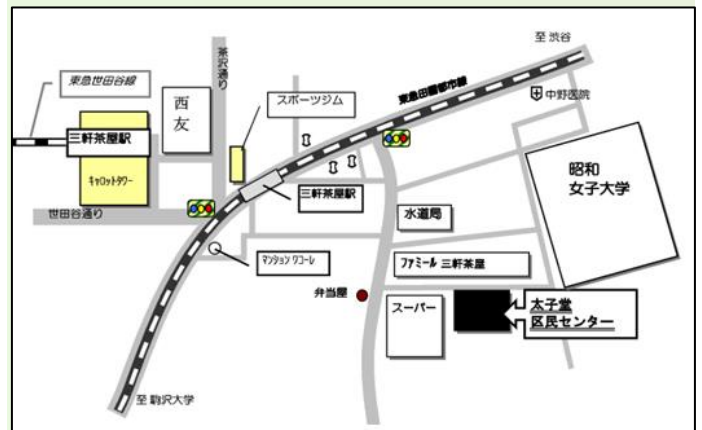 至 渋谷
茶沢通り
東急世田谷線
西
友
スポーツジム
東急田園都市線
中野医院
三軒茶屋駅
ｷｬﾛｯﾄﾀﾜｰ
昭和
女子大学
三軒茶屋駅
世田谷通り
水道局
ﾏﾝｼｮﾝ ﾜｺｰﾚ
ファミール 三軒茶屋
弁当屋
スーパー
太子堂
区民センター
至 駒沢大学